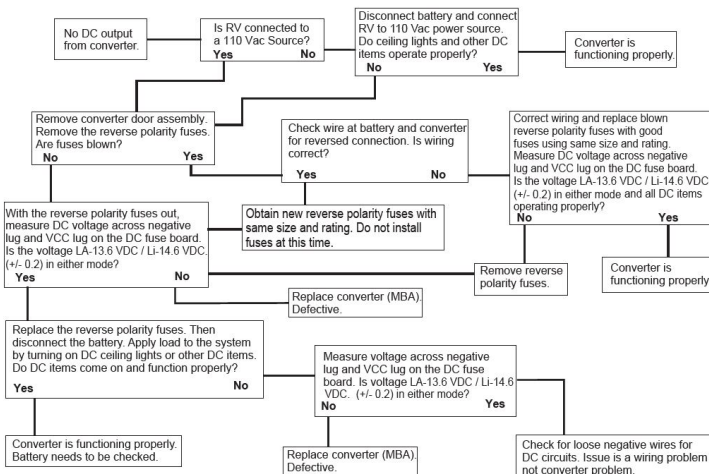 No DC output
from converter.
Is RV connected to
a 110 Vac Source?
Yes No
Disconnect battery and connect
RV to 110 Vac power source.
Do ceiling lights and other DC
items operate properly?
No Yes
Converter is
functioning properly.
Remove converter door assembly.
Remove the reverse polarity fuses.
Are fuses blown?
No Yes
Check wire at battery and converter
for reversed connection. Is wiring
correct?
Yes No
Correct wiring and replace blown
reverse polarity fuses with good
fuses using same size and rating.
Measure DC voltage across negative
lug and VCC lug on the DC fuse board.
Is the voltage LA-13.6 VDC / Li-14.6 VDC
(+/- 0.2) in either mode and all DC items
operating properly?
No Yes
With the reverse polarity fuses out,
measure DC voltage across negative
lug and VCC lug on the DC fuse board.
Is the voltage LA-13.6 VDC / Li-14.6 VDC.
(+/- 0.2) in either mode?
Yes No
Obtain new reverse polarity fuses with
same size and rating. Do not install
fuses at this time.
Remove reverse
polarity fuses.
Converter is
functioning properly
Replace converter (MBA).
Defective.
Replace the reverse polarity fuses. Then
disconnect the battery. Apply load to the system
by turning on DC ceiling lights or other DC items.
Do DC items come on and function properly?
Yes No
Measure voltage across negative
lug and VCC lug on the DC fuse
board. Is voltage LA-13.6 VDC / Li-14.6
VDC. (+/- 0.2) in either mode?
No Yes
Converter is functioning properly.
Battery needs to be checked.
Replace converter (MBA).
Defective.
Check for loose negative wires for
DC circuits. Issue is a wiring problem
not converter problem.